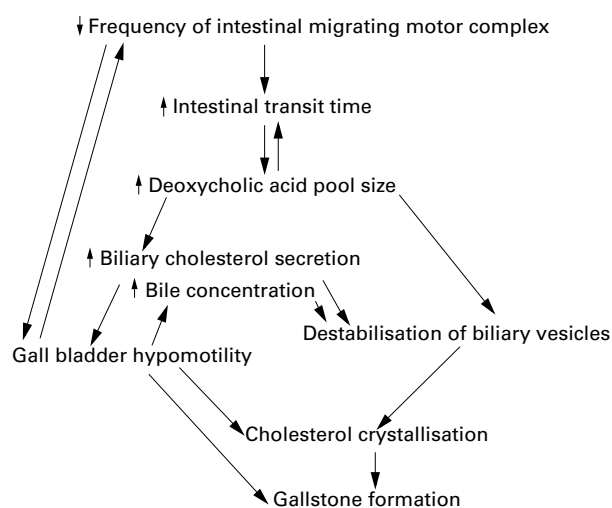 ↓ Frequency of intestinal migrating motor complex
↑ Intestinal transit time
↑ Deoxycholic acid pool size
↑ Biliary cholesterol secretion
↑ Bile concentration
Destabilisation of biliary vesicles
Gall bladder hypomotility
Cholesterol crystallisation
Gallstone formation